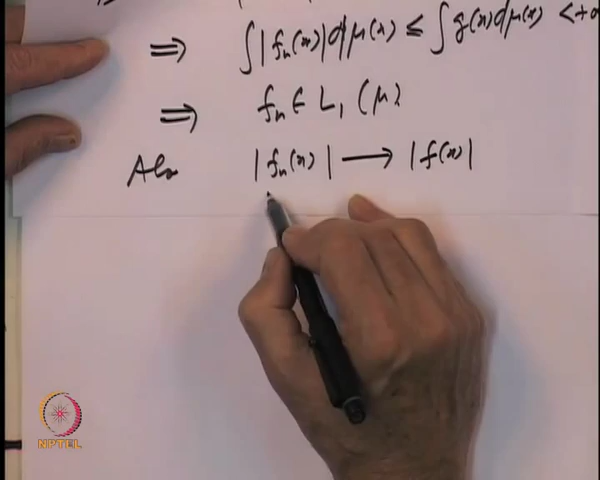 ⇒ ∫|fₙ(x)|dμ(x) ≤ ∫g(x)dμ(x) < +∞
⇒ fₙ ∈ L₁(μ)
Also |fₙ(x)| ⟶ |f(x)|
NPTEL